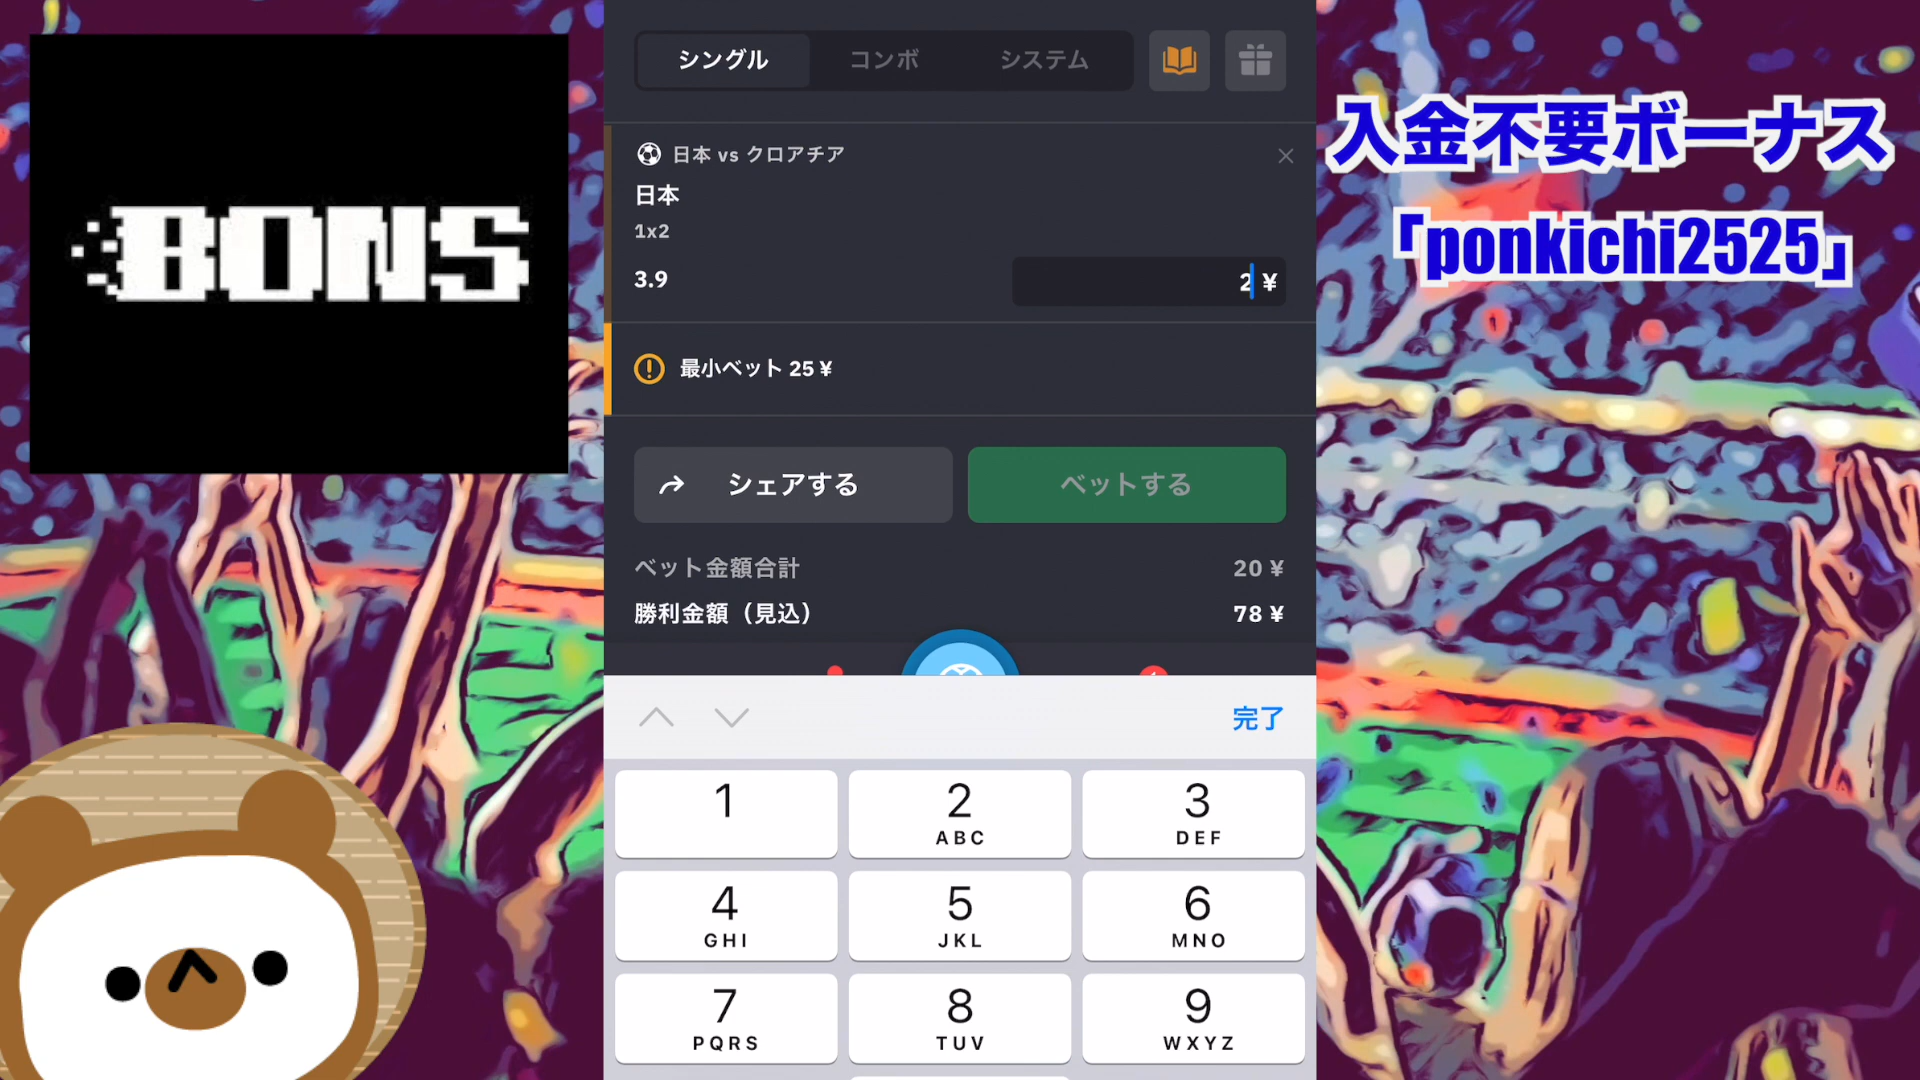 BONS
シングル
コンボ
システム
日本 vs クロアチア
日本
1x2
3.9
2 ¥
最小ベット 25 ¥
シェアする
ベットする
ベット金額合計
20 ¥
勝利金額（見込）
78 ¥
完了
1
2
ABC
3
DEF
4
GHI
5
JKL
6
MNO
7
PQRS
8
TUV
9
WXYZ
入金不要ボーナス
「ponkichi2525」